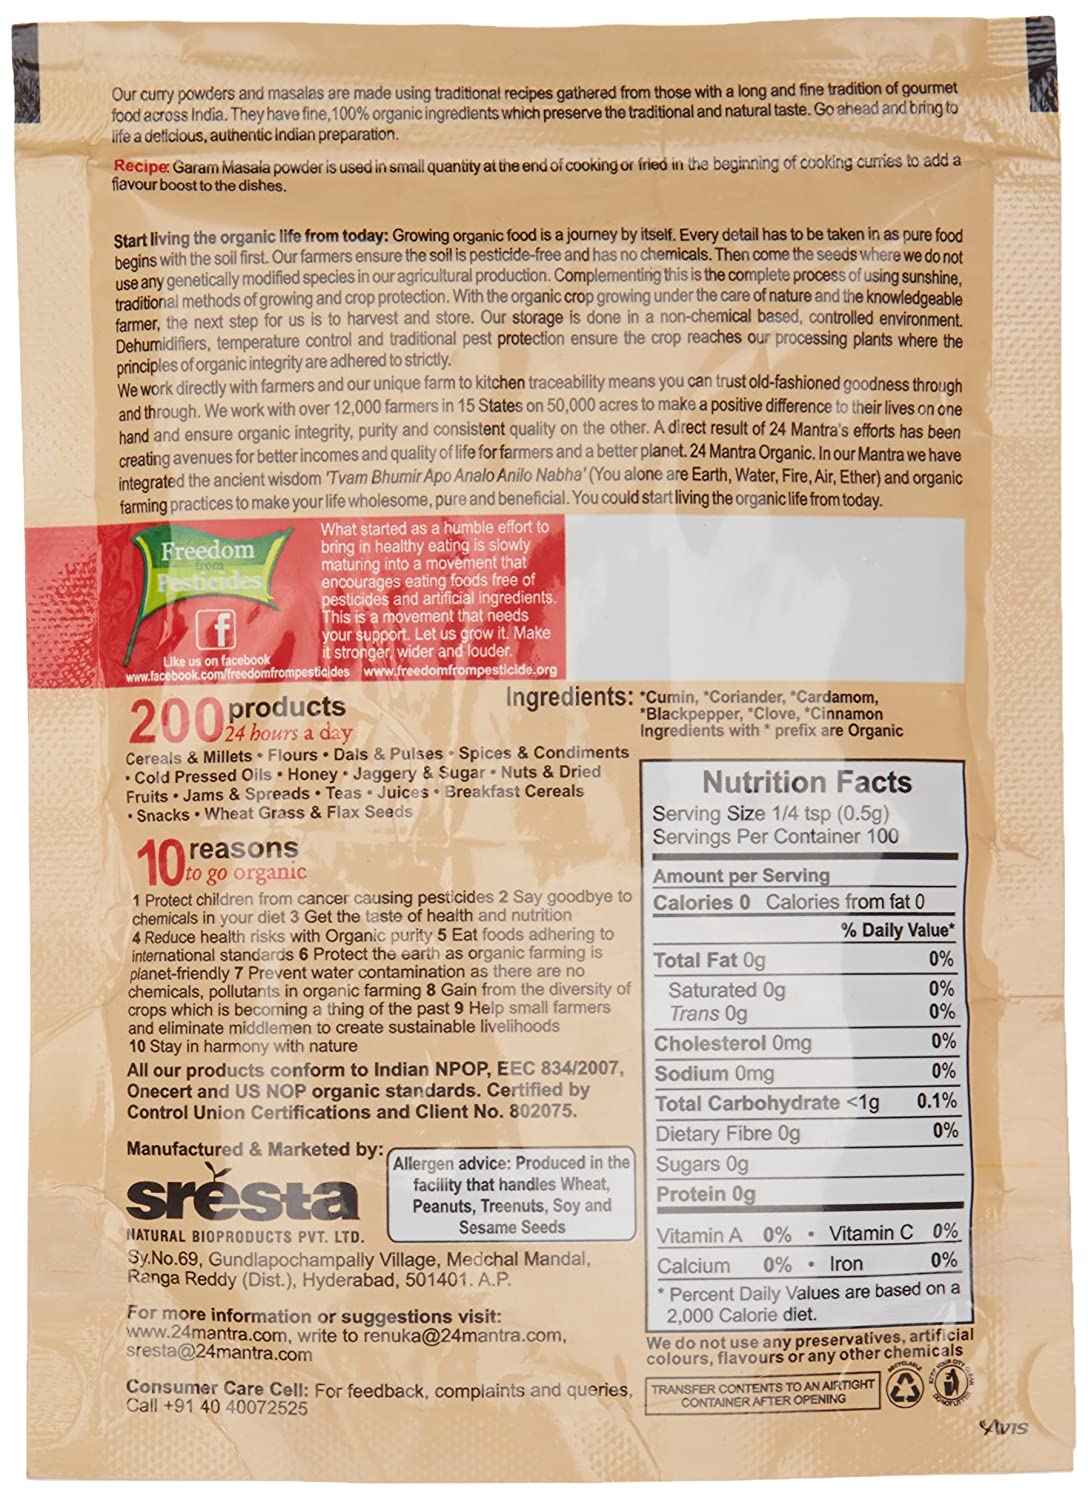 Our curry powders and masalas are made using traditional recipes gathered from those with a long and fine tradition of gourmet
food across India. They have fine, 100% organic ingredients which preserve the traditional and natural taste. Go ahead and bring to
life a delicious, authentic Indian preparation.
Recipe: Garam Masala powder is used in small quantity at the end of cooking or fried in the beginning of cooking curries to add a
flavour boost to the dishes.
Start living the organic life from today: Growing organic food is a journey by itself. Every detail has to be taken in as pure food
begins with the soil first. Our farmers ensure the soil is pesticide-free and has no chemicals. Then come the seeds where we do not
use any genetically modified species in our agricultural production. Complementing this is the complete process of using sunshine,
traditional methods of growing and crop protection. With the organic crop growing under the care of nature and the knowledgeable
farmer, the next step for us is to harvest and store. Our storage is done in a non-chemical based, controlled environment.
Dehumidifiers, temperature control and traditional pest protection ensure the crop reaches our processing plants where the
principles of organic integrity are adhered to strictly.
We work directly with farmers and our unique farm to kitchen traceability means you can trust old-fashioned goodness through
and through. We work with over 12,000 farmers in 15 States on 50,000 acres to make a positive difference to their lives on one
hand and ensure organic integrity, purity and consistent quality on the other. A direct result of 24 Mantra's efforts has been
creating avenues for better incomes and quality of life for farmers and a better planet. 24 Mantra Organic. In our Mantra we have
integrated the ancient wisdom 'Tvam Bhumir Apo Analo Anilo Nabha' (You alone are Earth, Water, Fire, Air, Ether) and organic
farming practices to make your life wholesome, pure and beneficial. You could start living the organic life from today.
Freedom
from
Pesticides
f
Like us on facebook
www.facebook.com/freedomfrompesticides
What started as a humble effort to
bring in healthy eating is slowly
maturing into a movement that
encourages eating foods free of
pesticides and artificial ingredients.
This is a movement that needs
your support. Let us grow it. Make
it stronger, wider and louder.
www.freedomfrompesticide.org
200 products
24 hours a day
Cereals & Millets • Flours • Dals & Pulses • Spices & Condiments
• Cold Pressed Oils • Honey • Jaggery & Sugar • Nuts & Dried
Fruits • Jams & Spreads • Teas • Juices • Breakfast Cereals
• Snacks • Wheat Grass & Flax Seeds
10 reasons
to go organic
1 Protect children from cancer causing pesticides 2 Say goodbye to
chemicals in your diet 3 Get the taste of health and nutrition
4 Reduce health risks with Organic purity 5 Eat foods adhering to
international standards 6 Protect the earth as organic farming is
planet-friendly 7 Prevent water contamination as there are no
chemicals, pollutants in organic farming 8 Gain from the diversity of
crops which is becoming a thing of the past 9 Help small farmers
and eliminate middlemen to create sustainable livelihoods
10 Stay in harmony with nature
All our products conform to Indian NPOP, EEC 834/2007,
Onecert and US NOP organic standards. Certified by
Control Union Certifications and Client No. 802075.
Manufactured & Marketed by:
sresta
NATURAL BIOPRODUCTS PVT. LTD.
Sy.No.69, Gundlapochampally Village, Medchal Mandal,
Ranga Reddy (Dist.), Hyderabad, 501401. A.P.
Allergen advice: Produced in the
facility that handles Wheat,
Peanuts, Treenuts, Soy and
Sesame Seeds
For more information or suggestions visit:
www.24mantra.com, write to renuka@24mantra.com,
sresta@24mantra.com
Consumer Care Cell: For feedback, complaints and queries,
Call +91 40 40072525
Ingredients: *Cumin, *Coriander, *Cardamom,
*Blackpepper, *Clove, *Cinnamon
Ingredients with * prefix are Organic
Nutrition Facts
Serving Size 1/4 tsp (0.5g)
Servings Per Container 100
Amount per Serving
Calories 0 Calories from fat 0
% Daily Value*
Total Fat 0g 0%
Saturated 0g 0%
Trans 0g 0%
Cholesterol 0mg 0%
Sodium 0mg 0%
Total Carbohydrate <1g 0.1%
Dietary Fibre 0g 0%
Sugars 0g
Protein 0g
Vitamin A 0% • Vitamin C 0%
Calcium 0% • Iron 0%
* Percent Daily Values are based on a
2,000 Calorie diet.
We do not use any preservatives, artificial
colours, flavours or any other chemicals
TRANSFER CONTENTS TO AN AIRTIGHT
CONTAINER AFTER OPENING
RECYCLABLE
KEEP YOUR CITY CLEAN
AVIS